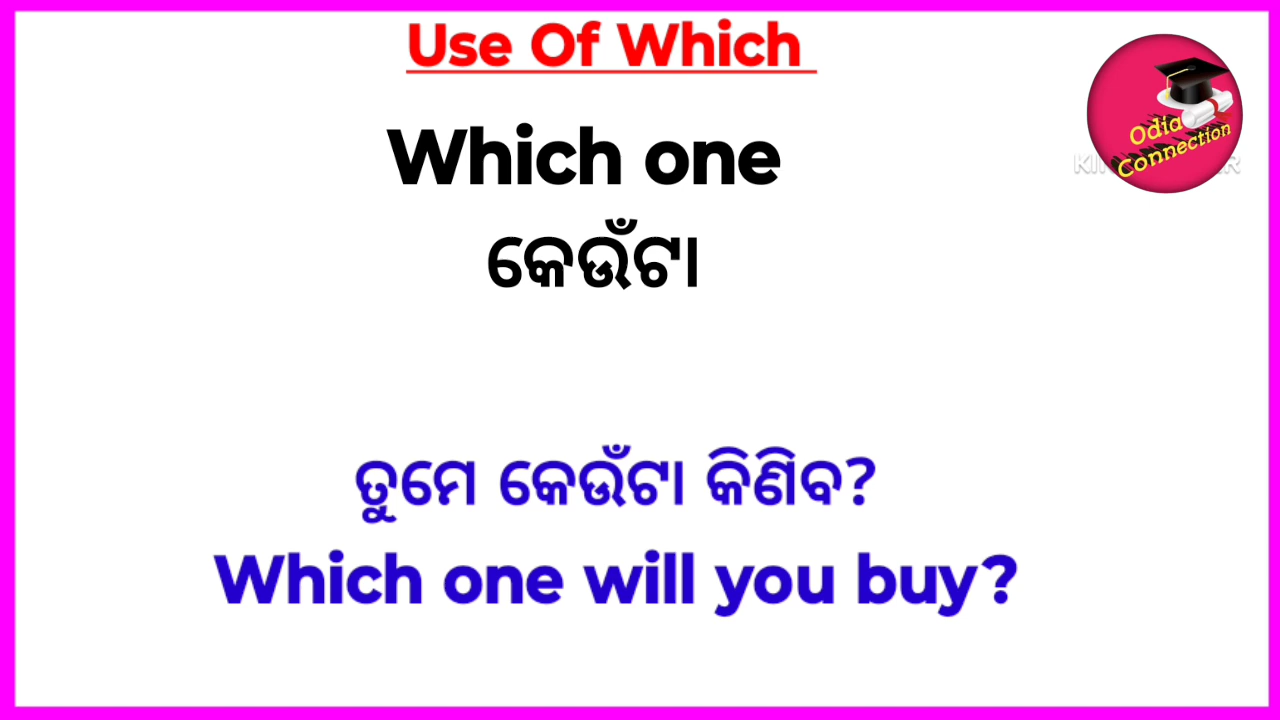 Use Of Which
Which one
କେଉଁଟା
ତୁମେ କେଉଁଟା କିଣିବ?
Which one will you buy?
Odia
Connection